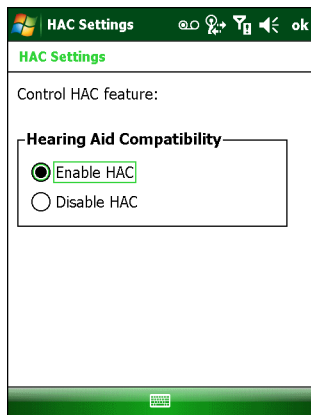 HAC Settings ok
HAC Settings
Control HAC feature:
Hearing Aid Compatibility
Enable HAC
Disable HAC